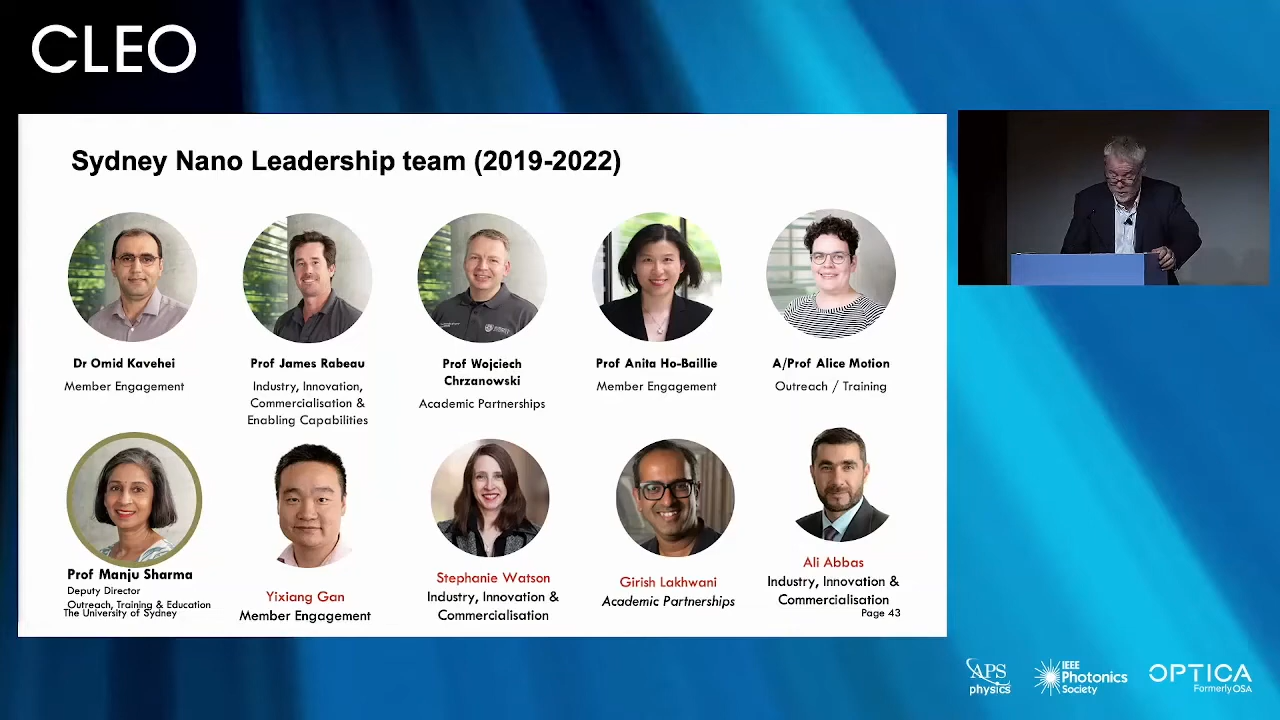 CLEO
Sydney Nano Leadership team (2019-2022)
Dr Omid Kavehei
Member Engagement
Prof James Rabeau
Industry, Innovation,
Commercialisation &
Enabling Capabilities
Prof Wojciech
Chrzanowski
Academic Partnerships
Prof Anita Ho-Baillie
Member Engagement
A/Prof Alice Motion
Outreach / Training
Prof Manju Sharma
Deputy Director
Outreach, Training & Education
The University of Sydney
Yixiang Gan
Member Engagement
Stephanie Watson
Industry, Innovation &
Commercialisation
Girish Lakhwani
Academic Partnerships
Ali Abbas
Industry, Innovation &
Commercialisation
Page 43
APS
physics
IEEE
Photonics
Society
OPTICA
Formerly OSA